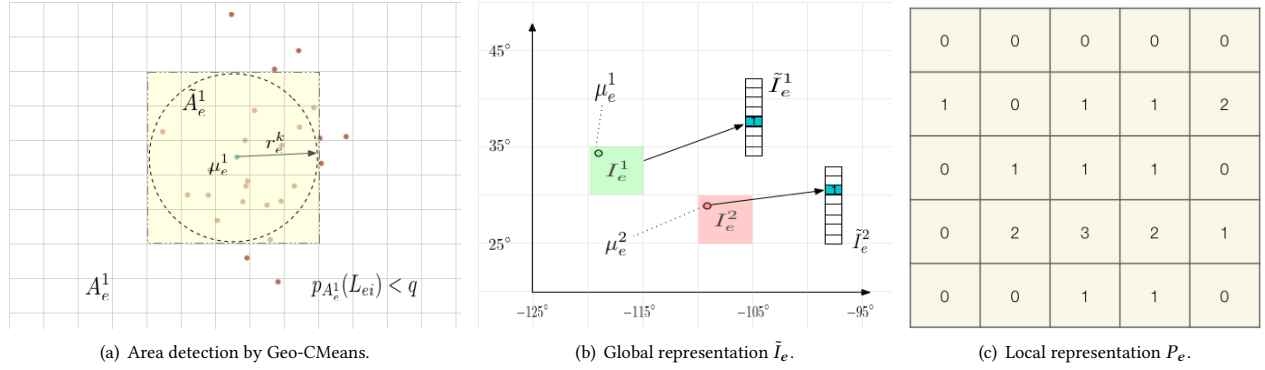 Ã_e^1
r_e^k
μ_e^1
A_e^1
p_{A_e^1}(L_{ei}) < q
(a) Area detection by Geo-CMeans.
45°
35°
25°
−125°
−115°
−105°
−95°
μ_e^1
Ĩ_e^1
1
I_e^1
1
I_e^2
μ_e^2
Ĩ_e^2
(b) Global representation Ĩ_e.
0 0 0 0 0
1 0 1 1 2
0 1 1 1 0
0 2 3 2 1
0 0 1 1 0
(c) Local representation P_e.